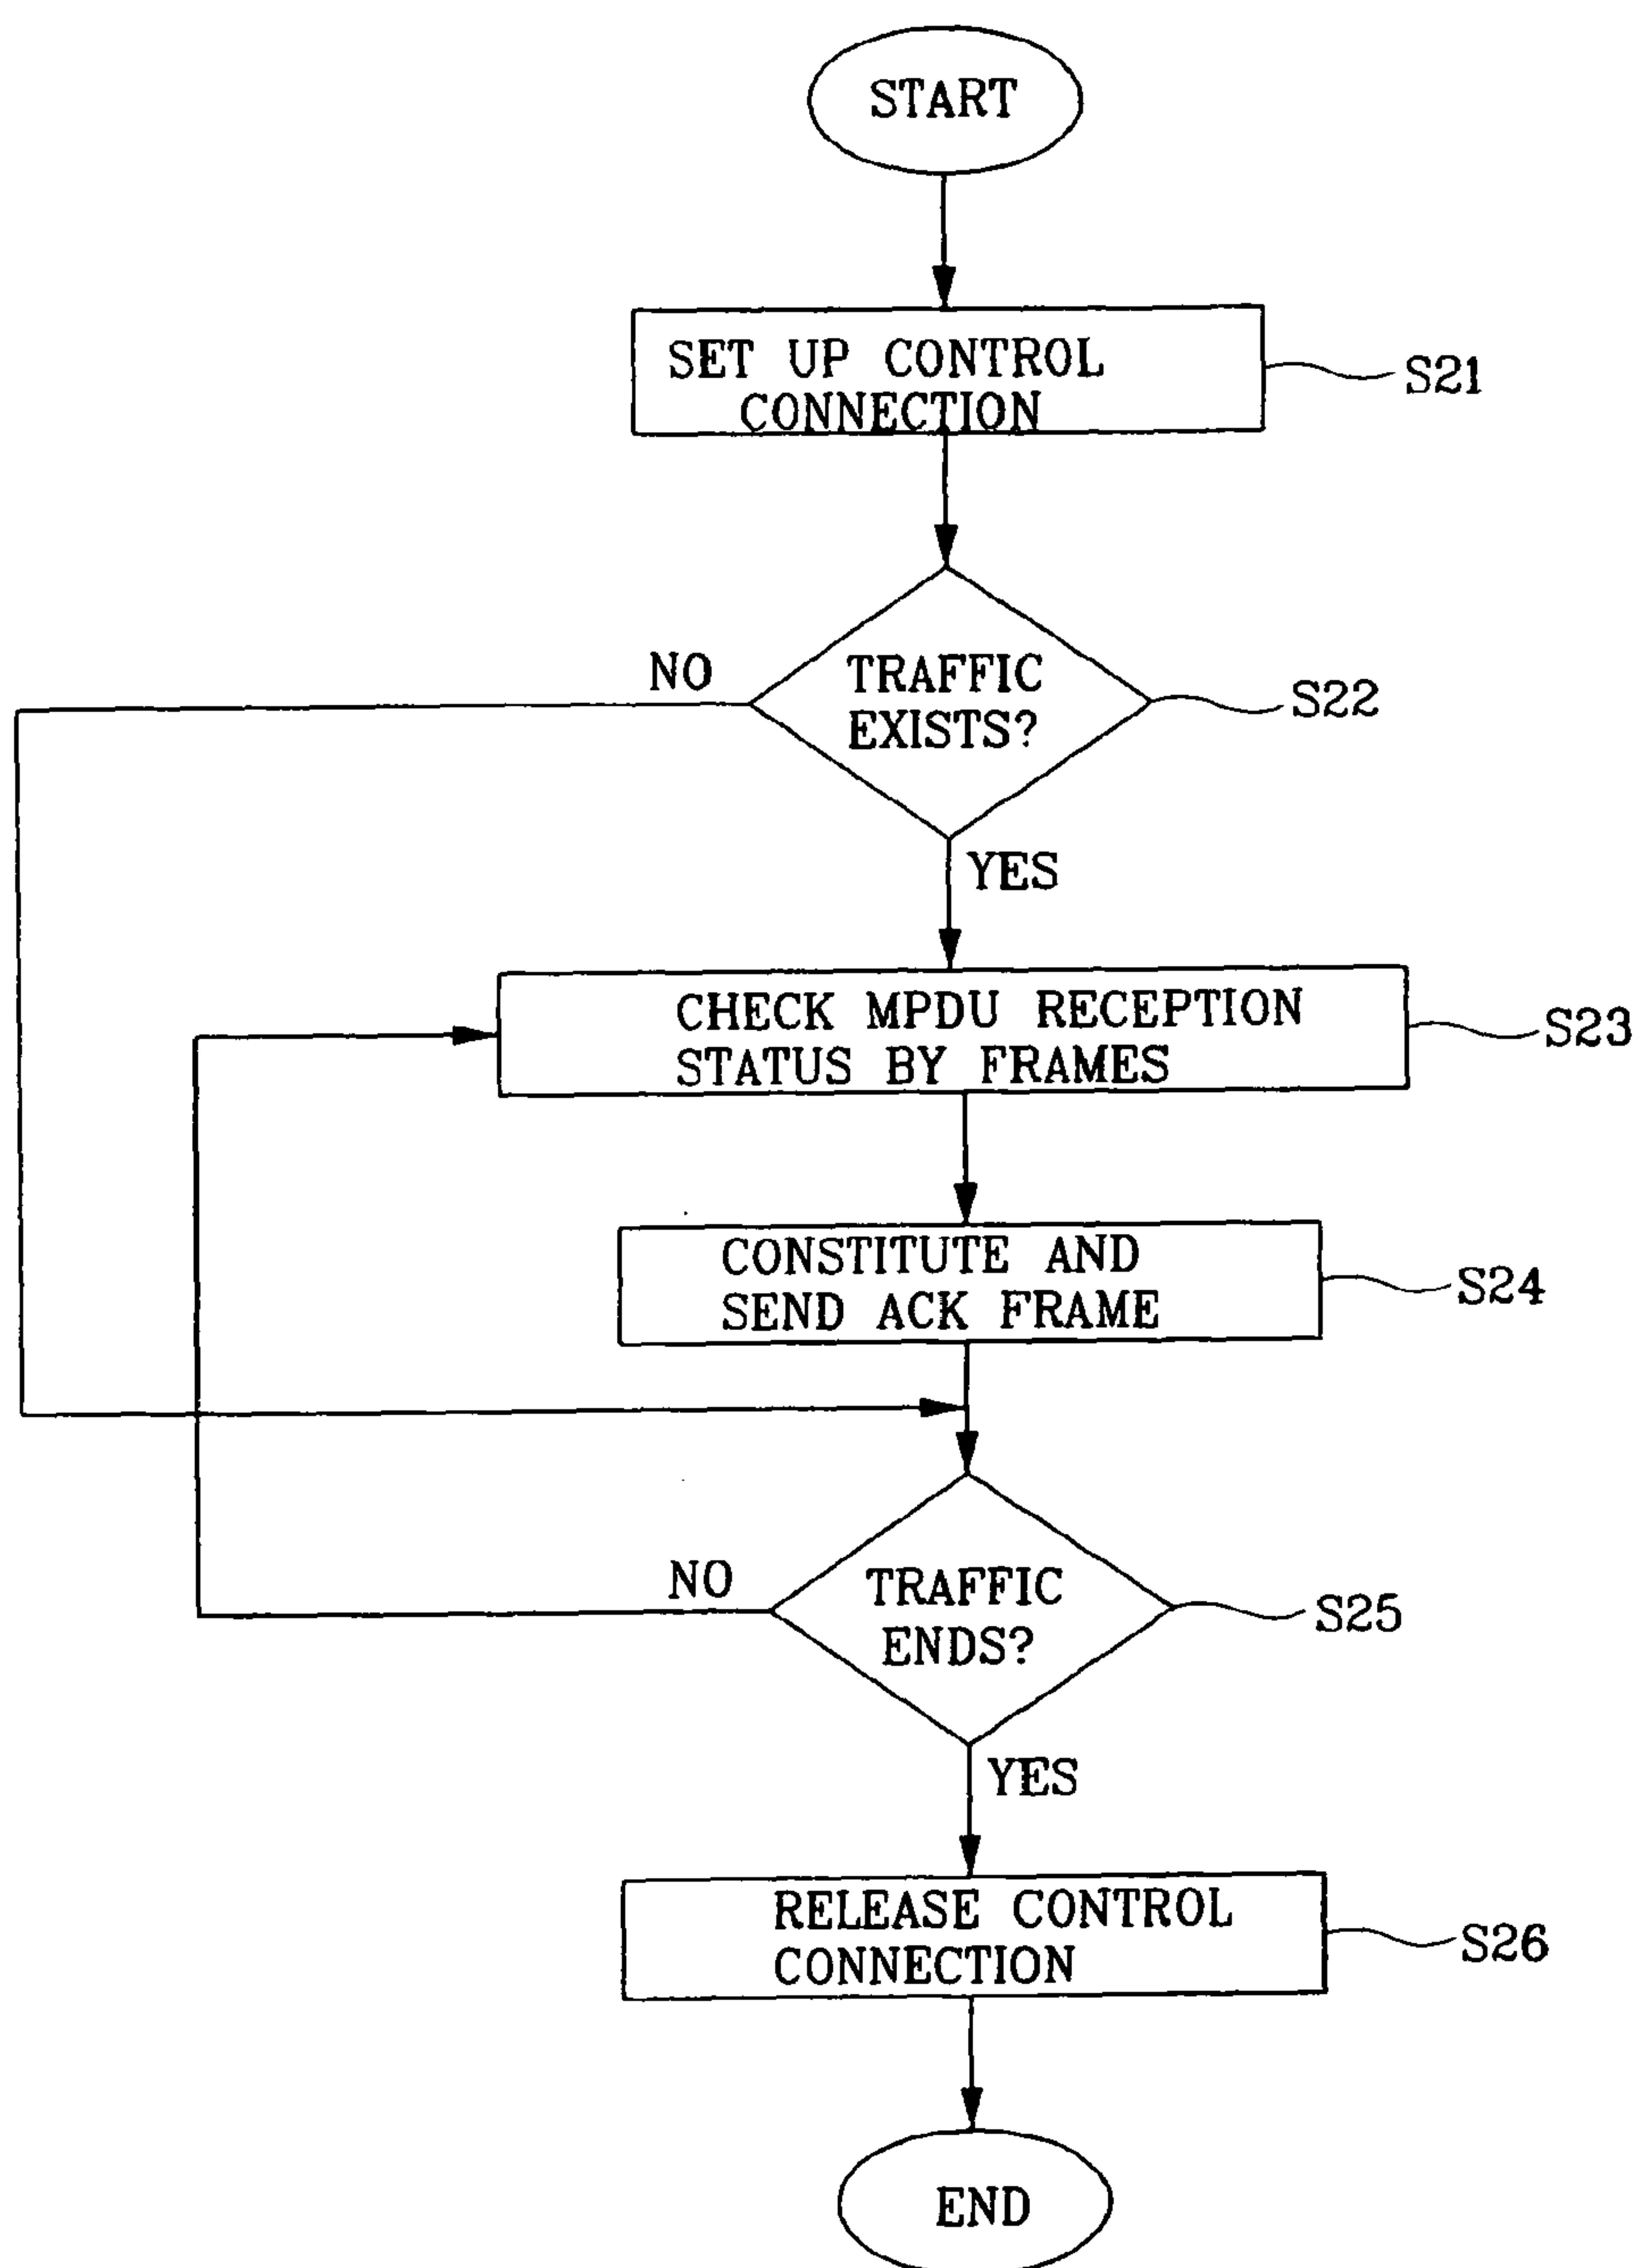 START
SET UP CONTROL
CONNECTION
S21
NO
TRAFFIC
EXISTS?
S22
YES
CHECK MPDU RECEPTION
STATUS BY FRAMES
S23
CONSTITUTE AND
SEND ACK FRAME
S24
NO
TRAFFIC
ENDS?
S25
YES
RELEASE CONTROL
CONNECTION
S26
END